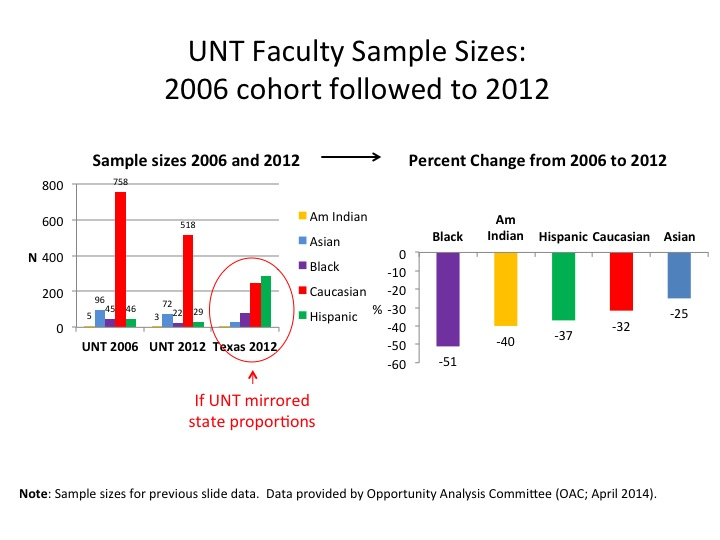 UNT Faculty Sample Sizes:
2006 cohort followed to 2012
Sample sizes 2006 and 2012
Percent Change from 2006 to 2012
800
600
N 400
200
0
5
96
45
758
46
3
72
22
518
29
UNT 2006 UNT 2012 Texas 2012
Am Indian
Asian
Black
Caucasian
Hispanic
If UNT mirrored
state proportions
Black
Am
Indian
Hispanic
Caucasian
Asian
0
-10
-20
% -30
-40
-50
-60
-51
-40
-37
-32
-25
Note: Sample sizes for previous slide data. Data provided by Opportunity Analysis Committee (OAC; April 2014).